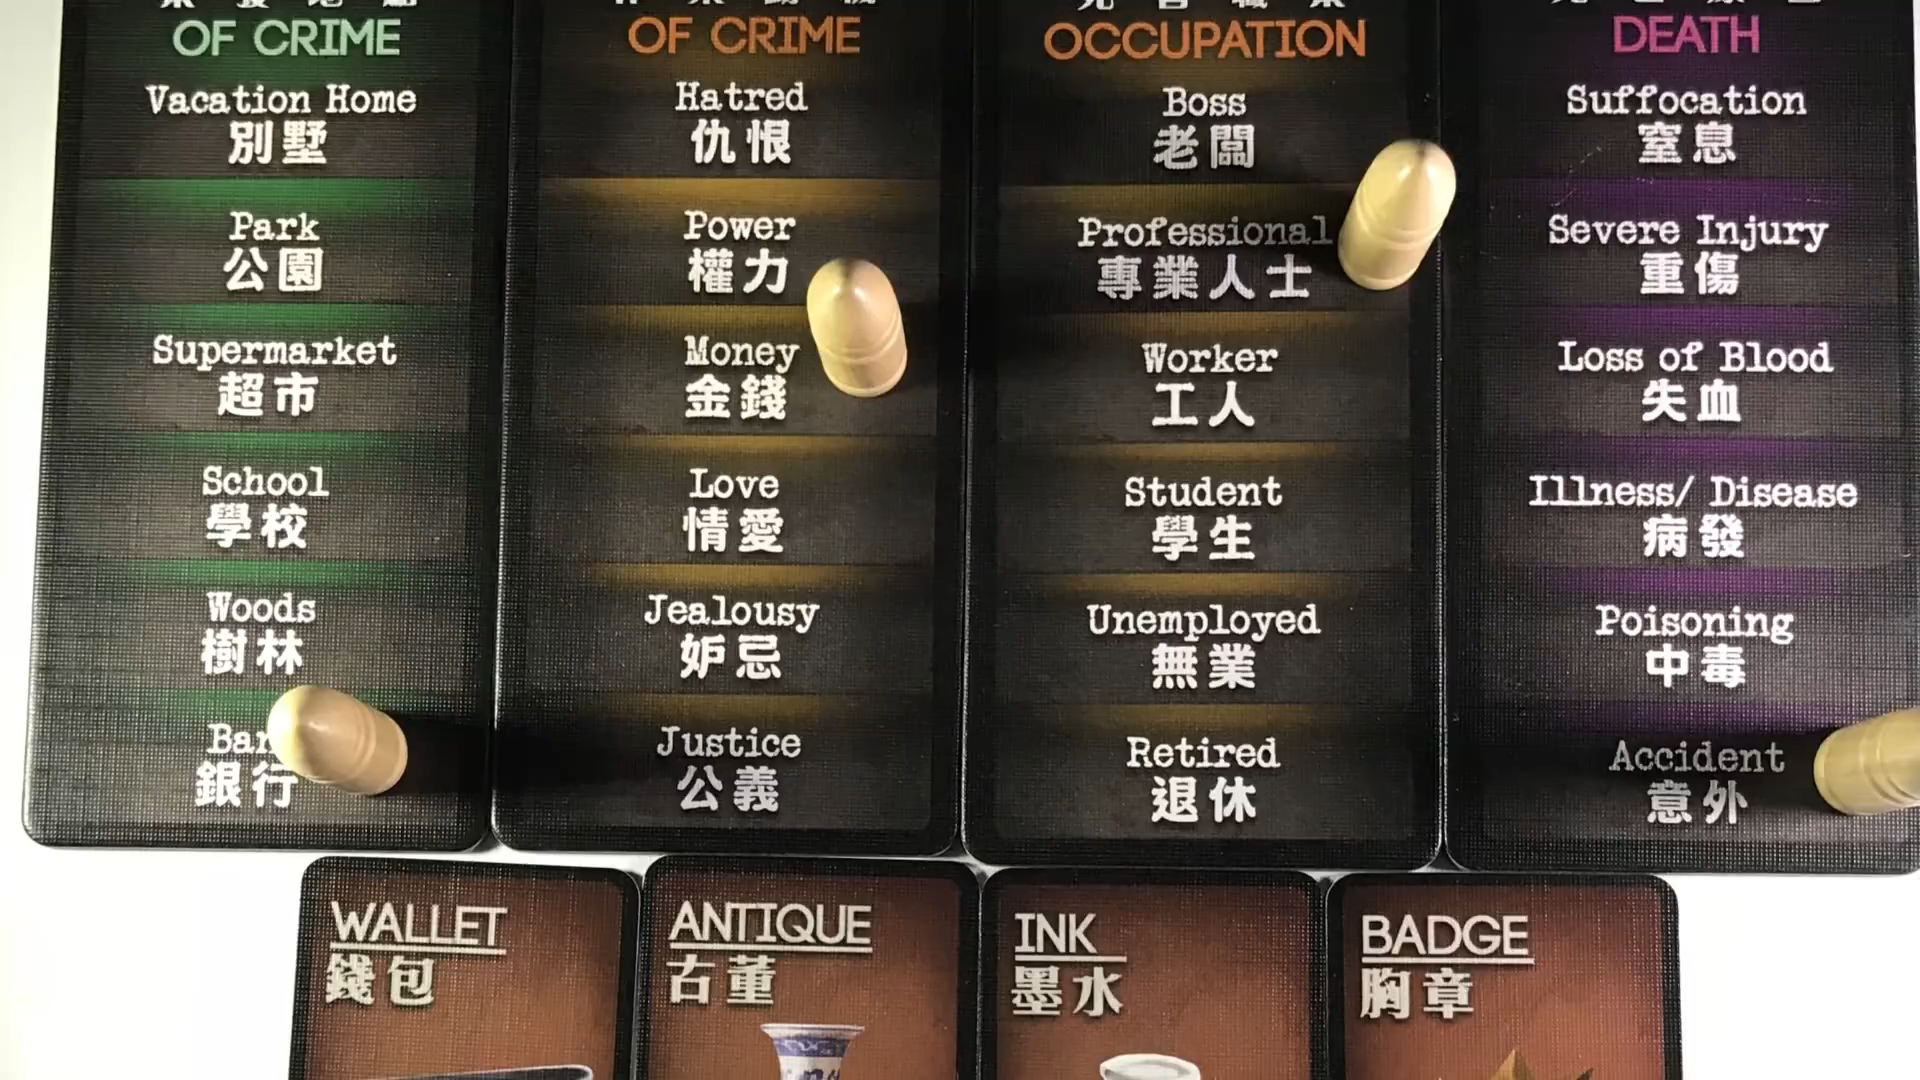 OF CRIME
Vacation Home
別墅
Park
公園
Supermarket
超市
School
學校
Woods
樹林
銀行
OF CRIME
Hatred
仇恨
Power
權力
Money
金錢
Love
情愛
Jealousy
妒忌
Justice
公義
OCCUPATION
Boss
老闆
Professional
專業人士
Worker
工人
Student
學生
Unemployed
無業
Retired
退休
DEATH
Suffocation
窒息
Severe Injury
重傷
Loss of Blood
失血
Illness/ Disease
病發
Poisoning
中毒
Accident
意外
WALLET
錢包
ANTIQUE
古董
INK
墨水
BADGE
胸章